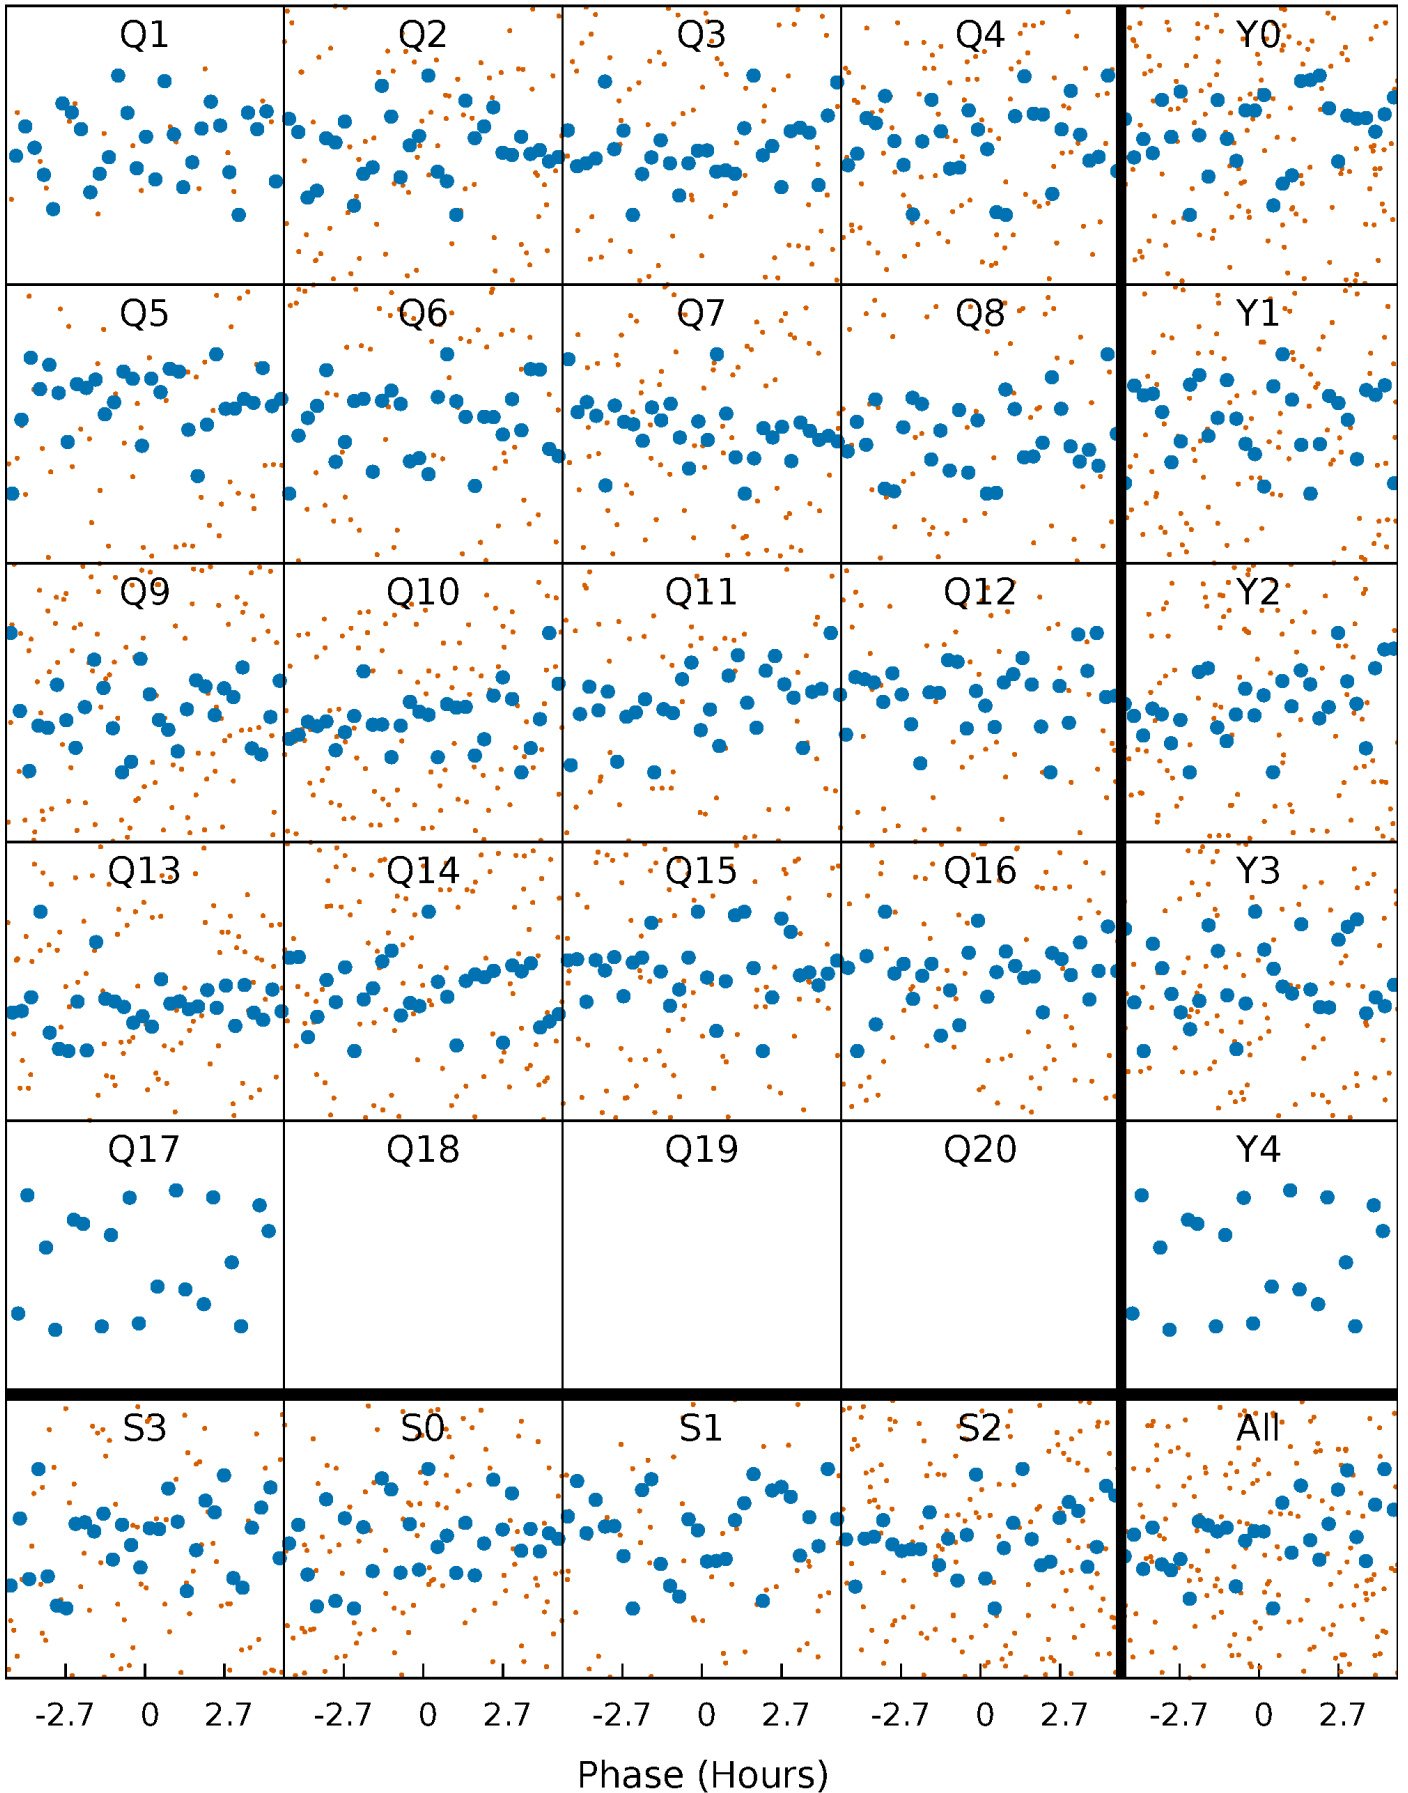 Q1 Q2 Q3 Q4 Y0
Q5 Q6 Q7 Q8 Y1
Q9 Q10 Q11 Q12 Y2
Q13 Q14 Q15 Q16 Y3
Q17 Q18 Q19 Q20 Y4
S3 S0 S1 S2 All
-2.7 0 2.7 -2.7 0 2.7 -2.7 0 2.7 -2.7 0 2.7 -2.7 0 2.7
Phase (Hours)